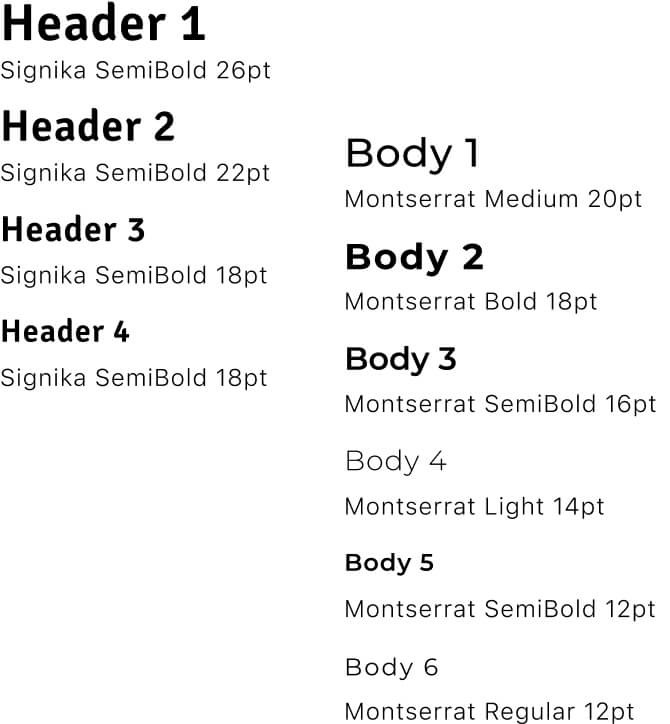 Header 1
Signika SemiBold 26pt
Header 2
Signika SemiBold 22pt
Header 3
Signika SemiBold 18pt
Header 4
Signika SemiBold 18pt
Body 1
Montserrat Medium 20pt
Body 2
Montserrat Bold 18pt
Body 3
Montserrat SemiBold 16pt
Body 4
Montserrat Light 14pt
Body 5
Montserrat SemiBold 12pt
Body 6
Montserrat Regular 12pt